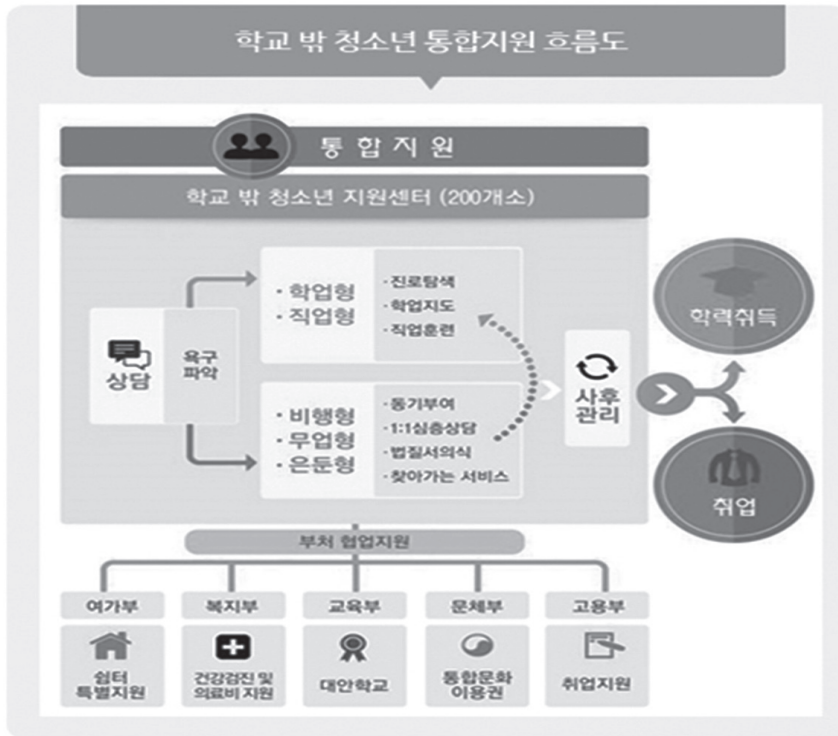 학교 밖 청소년 통합지원 흐름도
통합지원
학교 밖 청소년 지원센터 (200개소)
상담
욕구
파악
· 학업형
· 직업형
· 진로탐색
· 학업지도
· 직업훈련
· 비행형
· 무업형
· 은둔형
· 동기부여
· 1:1심층상담
· 법질서의식
· 찾아가는 서비스
사후
관리
학력취득
취업
부처 협업지원
여가부
쉼터
특별지원
복지부
건강검진 및
의료비 지원
교육부
대안학교
문체부
통합문화
이용권
고용부
취업지원